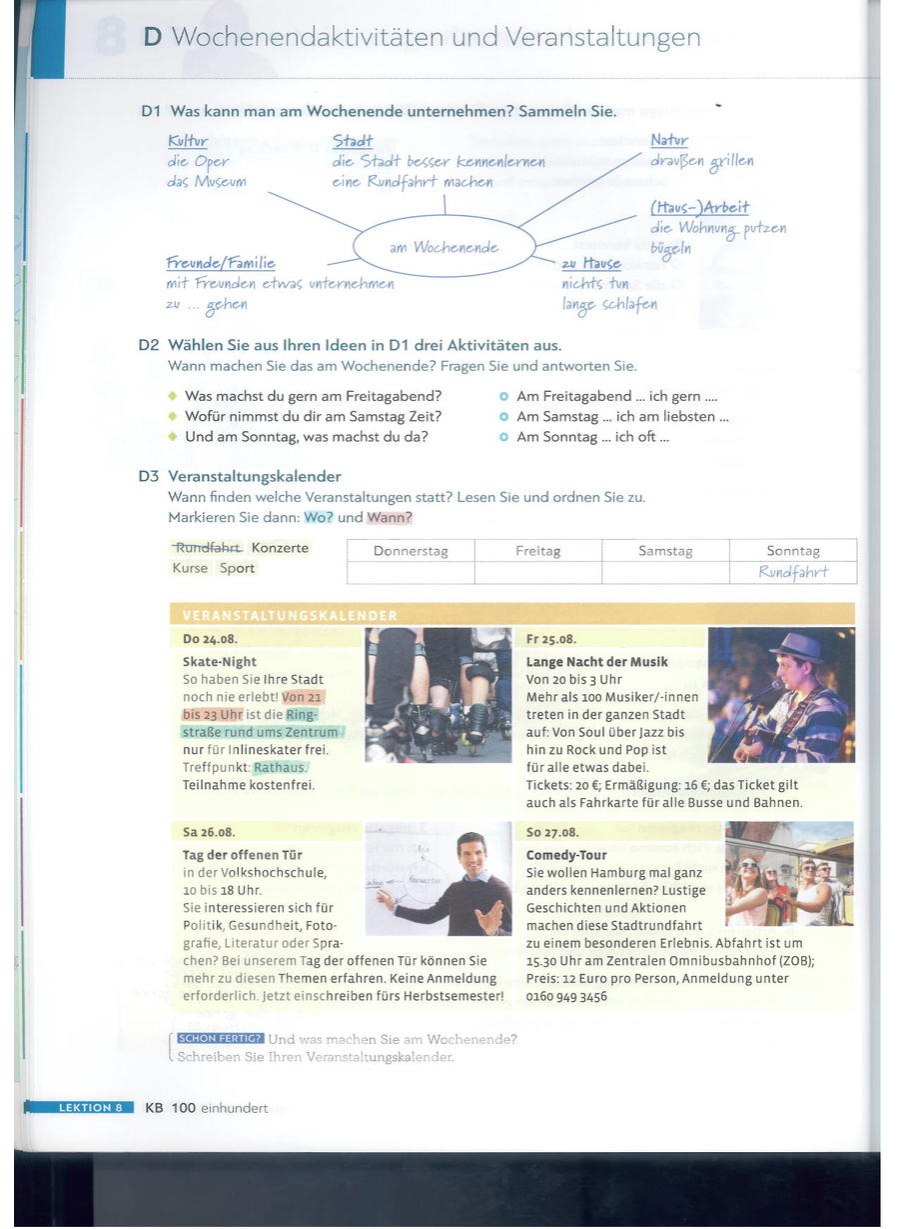 D Wochenendaktivitäten und Veranstaltungen
D1 Was kann man am Wochenende unternehmen? Sammeln Sie.
Kultur
die Oper
das Museum
Stadt
die Stadt besser kennenlernen
eine Rundfahrt machen
Natur
draußen grillen
(Haus-)Arbeit
die Wohnung putzen
bügeln
am Wochenende
Freunde/Familie
mit Freunden etwas unternehmen
zu ... gehen
zu Hause
nichts tun
lange schlafen
D2 Wählen Sie aus Ihren Ideen in D1 drei Aktivitäten aus.
Wann machen Sie das am Wochenende? Fragen Sie und antworten Sie.
Was machst du gern am Freitagabend?
Wofür nimmst du dir am Samstag Zeit?
Und am Sonntag, was machst du da?
Am Freitagabend ... ich gern ....
Am Samstag ... ich am liebsten ...
Am Sonntag ... ich oft ...
D3 Veranstaltungskalender
Wann finden welche Veranstaltungen statt? Lesen Sie und ordnen Sie zu.
Markieren Sie dann: Wo? und Wann?
Rundfahrt Konzerte
Kurse Sport
Donnerstag Freitag Samstag Sonntag
Rundfahrt
VERANSTALTUNGSKALENDER
Do 24.08.
Skate-Night
So haben Sie Ihre Stadt
noch nie erlebt! Von 21
bis 23 Uhr ist die Ring-
straße rund ums Zentrum
nur für Inlineskater frei.
Treffpunkt: Rathaus.
Teilnahme kostenfrei.
Fr 25.08.
Lange Nacht der Musik
Von 20 bis 3 Uhr
Mehr als 100 Musiker/-innen
treten in der ganzen Stadt
auf: Von Soul über Jazz bis
hin zu Rock und Pop ist
für alle etwas dabei.
Tickets: 20 €; Ermäßigung: 16 €; das Ticket gilt
auch als Fahrkarte für alle Busse und Bahnen.
Sa 26.08.
Tag der offenen Tür
in der Volkshochschule,
10 bis 18 Uhr.
Sie interessieren sich für
Politik, Gesundheit, Foto-
grafie, Literatur oder Spra-
chen? Bei unserem Tag der offenen Tür können Sie
mehr zu diesen Themen erfahren. Keine Anmeldung
erforderlich. Jetzt einschreiben fürs Herbstsemester!
So 27.08.
Comedy-Tour
Sie wollen Hamburg mal ganz
anders kennenlernen? Lustige
Geschichten und Aktionen
machen diese Stadtrundfahrt
zu einem besonderen Erlebnis. Abfahrt ist um
15.30 Uhr am Zentralen Omnibusbahnhof (ZOB);
Preis: 12 Euro pro Person, Anmeldung unter
0160 949 3456
SCHON FERTIG? Und was machen Sie am Wochenende?
Schreiben Sie Ihren Veranstaltungskalender.
LEKTION 8 KB 100 einhundert